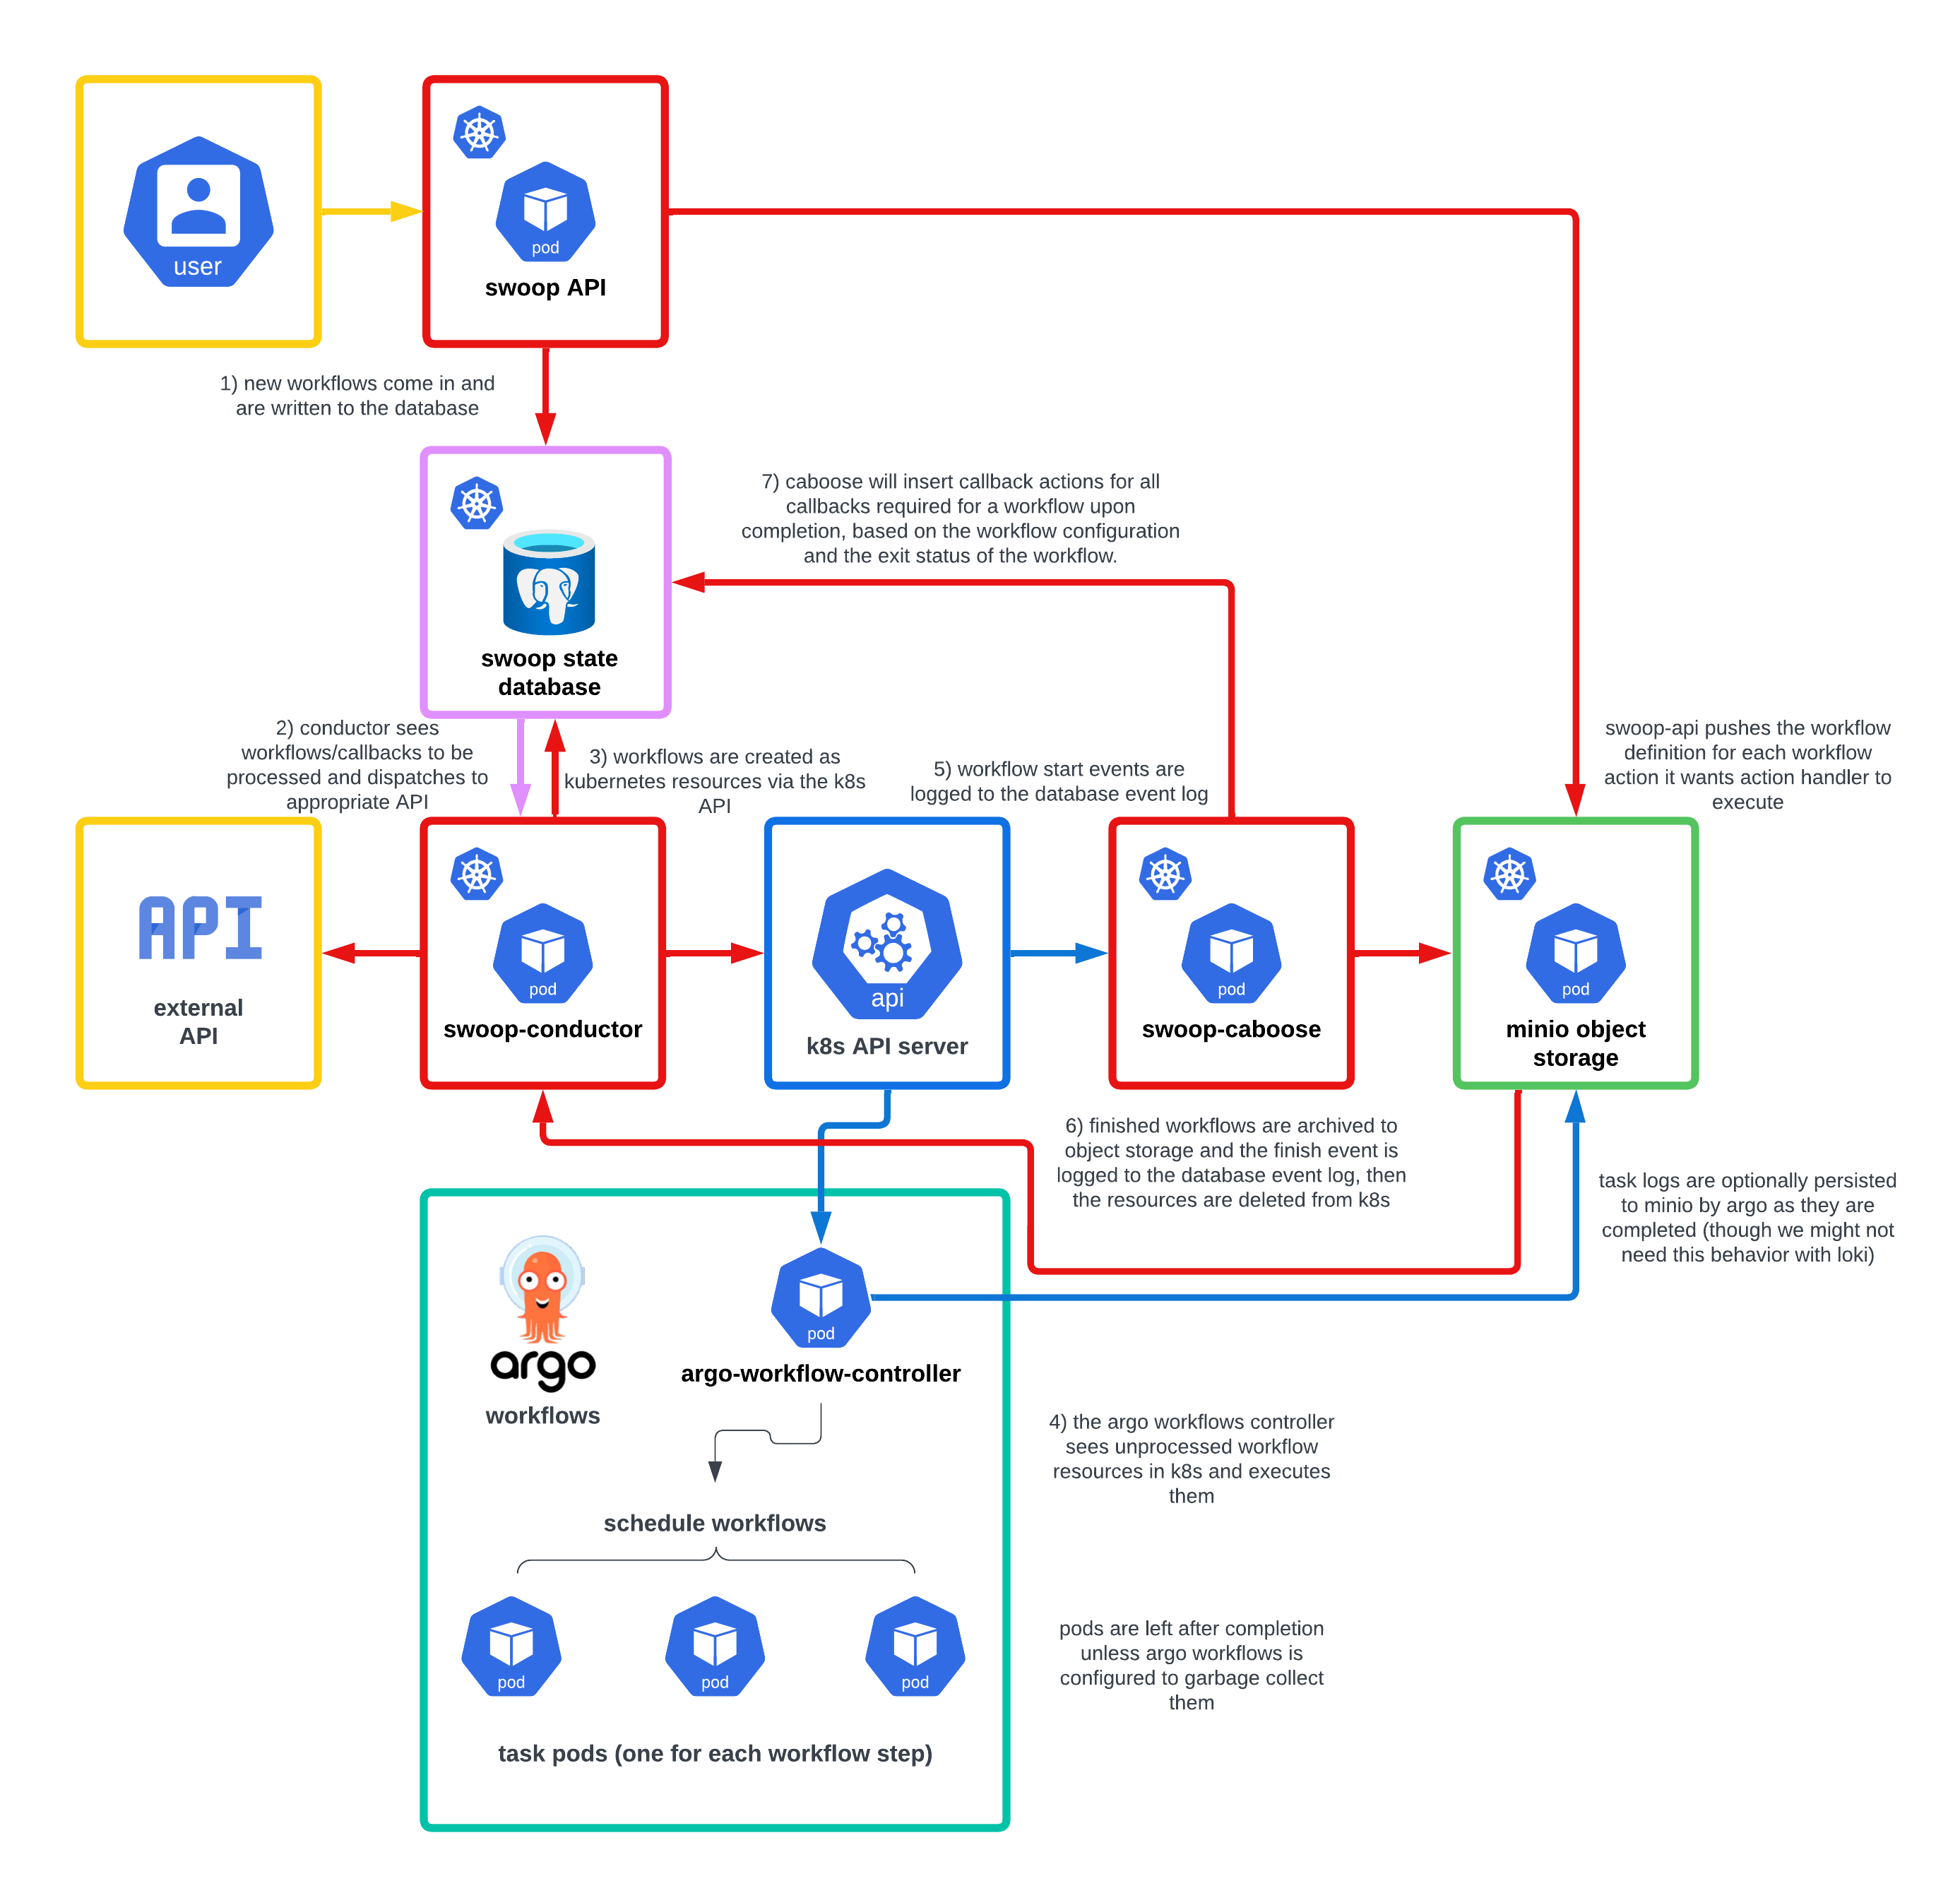 user
pod
swoop API
1) new workflows come in and
are written to the database
swoop state
database
7) caboose will insert callback actions for all
callbacks required for a workflow upon
completion, based on the workflow configuration
and the exit status of the workflow.
2) conductor sees
workflows/callbacks to be
processed and dispatches to
appropriate API
3) workflows are created as
kubernetes resources via the k8s
API
5) workflow start events are
logged to the database event log
swoop-api pushes the workflow
definition for each workflow
action it wants action handler to
execute
API
external
API
pod
swoop-conductor
api
k8s API server
pod
swoop-caboose
pod
minio object
storage
6) finished workflows are archived to
object storage and the finish event is
logged to the database event log, then
the resources are deleted from k8s
task logs are optionally persisted
to minio by argo as they are
completed (though we might not
need this behavior with loki)
argo
workflows
pod
argo-workflow-controller
4) the argo workflows controller
sees unprocessed workflow
resources in k8s and executes
them
schedule workflows
pod
pod
pod
pods are left after completion
unless argo workflows is
configured to garbage collect
them
task pods (one for each workflow step)